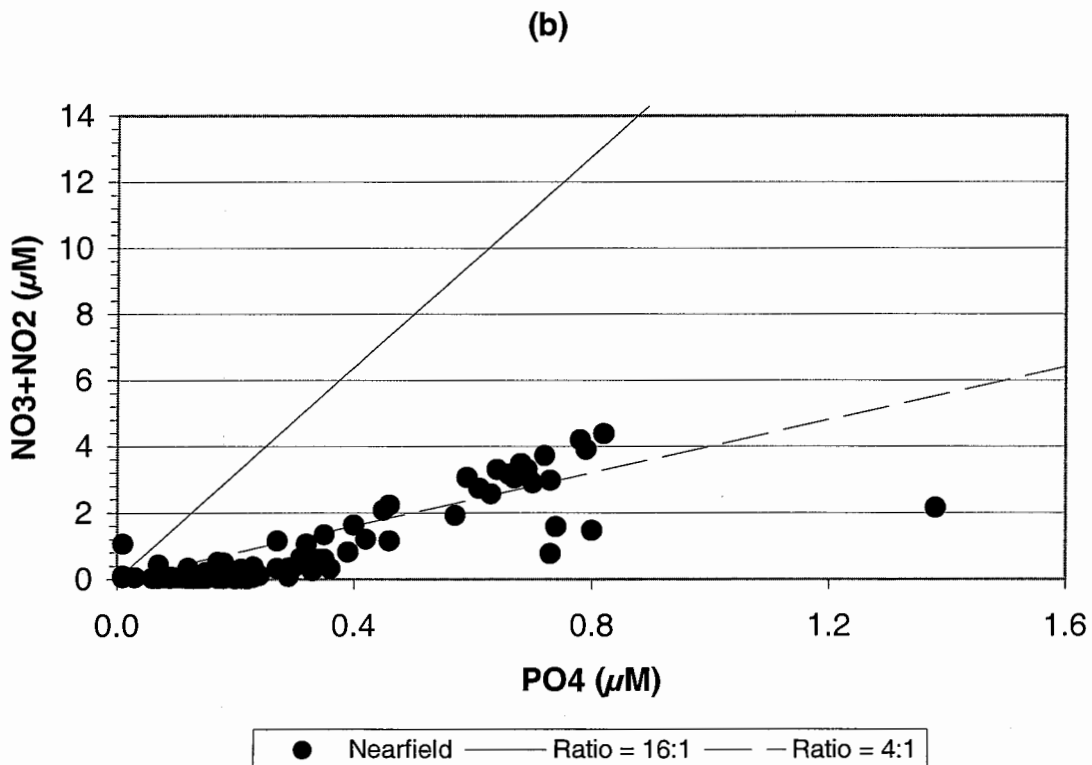 (b)
14
12
10
8
6
4
2
0
NO3+NO2 (µM)
0.0 0.4 0.8 1.2 1.6
PO4 (µM)
Nearfield Ratio = 16:1 Ratio = 4:1